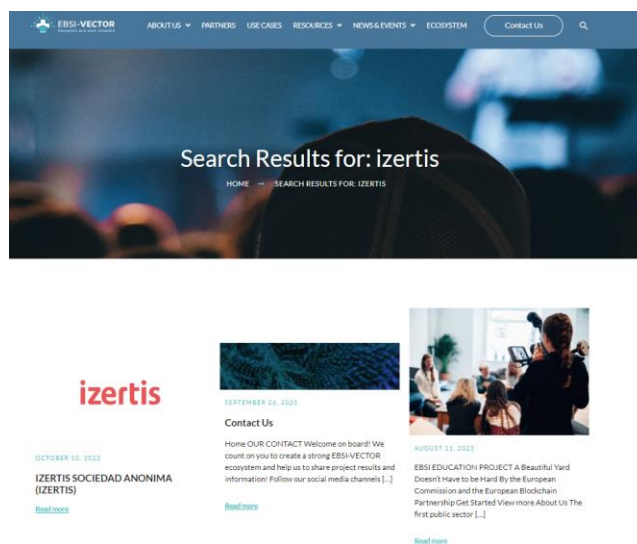 EBSI-VECTOR
ABOUT US PARTNERS USE CASES RESOURCES NEWS & EVENTS ECOSYSTEM Contact Us
Search Results for: izertis
HOME → SEARCH RESULTS FOR: IZERTIS
izertis
OCTOBER 10, 2023
IZERTIS SOCIEDAD ANONIMA
(IZERTIS)
Read more
SEPTEMBER 26, 2023
Contact Us
Home OUR CONTACT Welcome on board! We
count on you to create a strong EBSI-VECTOR
ecosystem and help us to share project results and
information! Follow our social media channels […]
Read more
AUGUST 11, 2023
EBSI EDUCATION PROJECT A Beautiful Yard
Doesn't Have to be Hard By the European
Commission and the European Blockchain
Partnership Get Started View more About Us The
first public sector […]
Read more